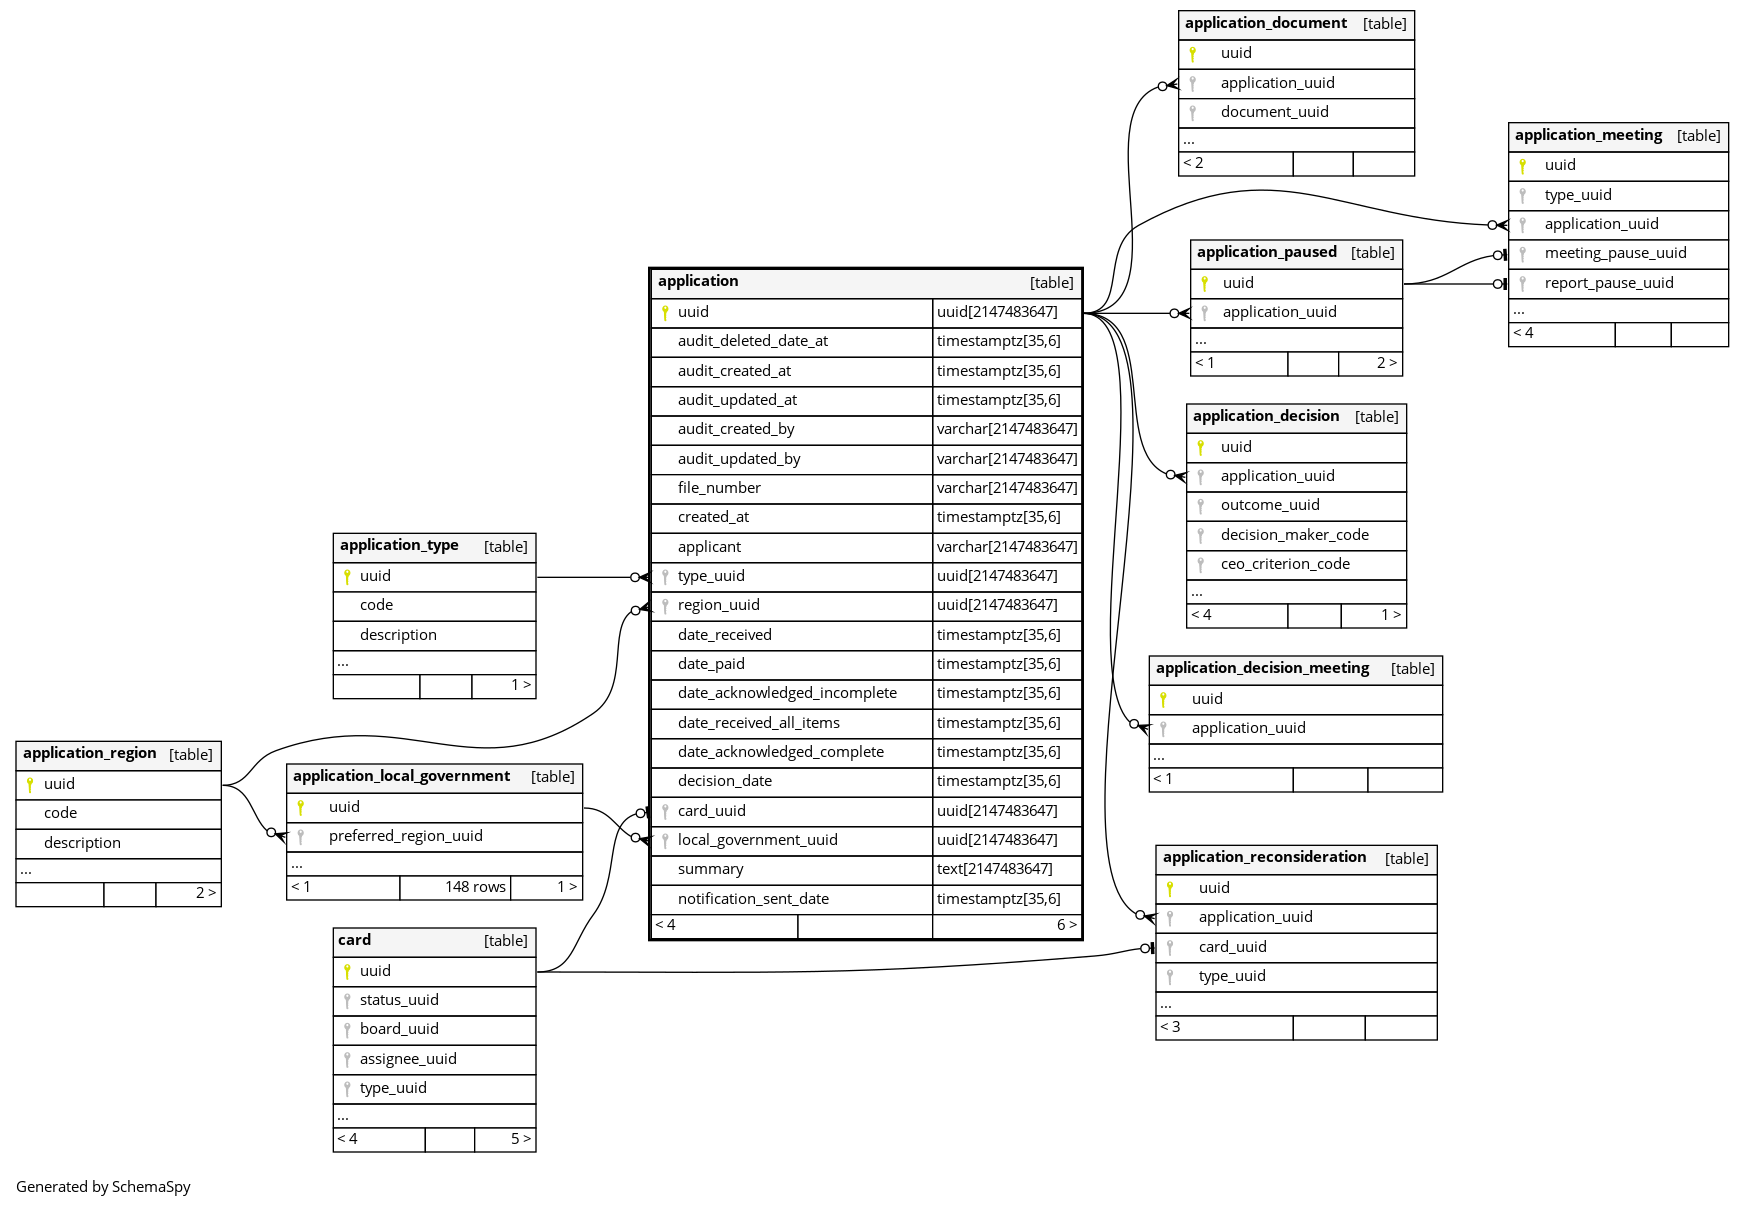 application_document [table]
uuid
application_uuid
document_uuid
...
< 2
application_meeting [table]
uuid
type_uuid
application_uuid
meeting_pause_uuid
report_pause_uuid
...
< 4
application_paused [table]
uuid
application_uuid
...
< 1 2 >
application [table]
uuid uuid[2147483647]
audit_deleted_date_at timestamptz[35,6]
audit_created_at timestamptz[35,6]
audit_updated_at timestamptz[35,6]
audit_created_by varchar[2147483647]
audit_updated_by varchar[2147483647]
file_number varchar[2147483647]
created_at timestamptz[35,6]
applicant varchar[2147483647]
type_uuid uuid[2147483647]
region_uuid uuid[2147483647]
date_received timestamptz[35,6]
date_paid timestamptz[35,6]
date_acknowledged_incomplete timestamptz[35,6]
date_received_all_items timestamptz[35,6]
date_acknowledged_complete timestamptz[35,6]
decision_date timestamptz[35,6]
card_uuid uuid[2147483647]
local_government_uuid uuid[2147483647]
summary text[2147483647]
notification_sent_date timestamptz[35,6]
< 4 6 >
application_decision [table]
uuid
application_uuid
outcome_uuid
decision_maker_code
ceo_criterion_code
...
< 4 1 >
application_type [table]
uuid
code
description
...
1 >
application_decision_meeting [table]
uuid
application_uuid
...
< 1
application_region [table]
uuid
code
description
...
2 >
application_local_government [table]
uuid
preferred_region_uuid
...
< 1 148 rows 1 >
application_reconsideration [table]
uuid
application_uuid
card_uuid
type_uuid
...
< 3
card [table]
uuid
status_uuid
board_uuid
assignee_uuid
type_uuid
...
< 4 5 >
Generated by SchemaSpy